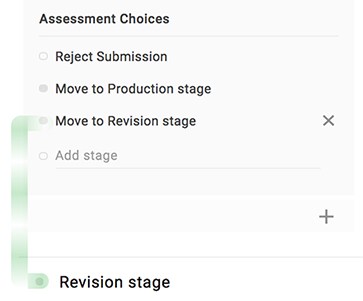 Assessment Choices
Reject Submission
Move to Production stage
Move to Revision stage
Add stage
Revision stage